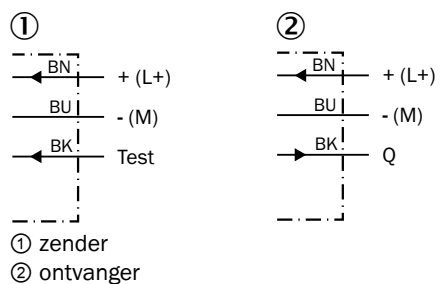 ① ②
BN + (L+) BN + (L+)
BU - (M) BU - (M)
BK Test BK Q
① zender
② ontvanger